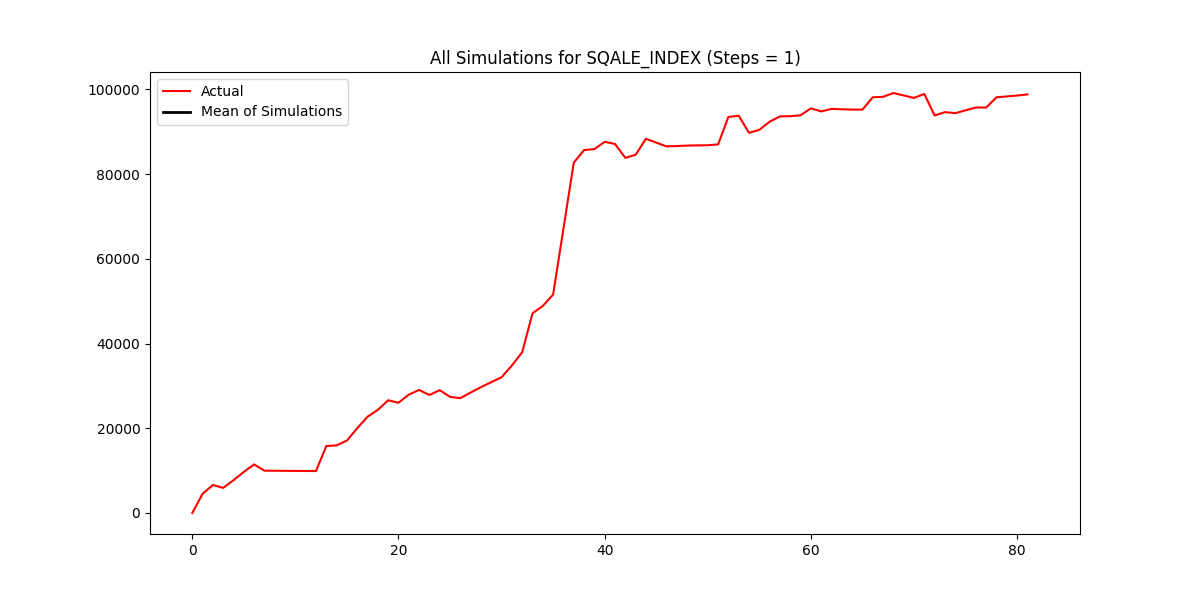 All Simulations for SQALE_INDEX (Steps = 1)
Actual
Mean of Simulations
100000
80000
60000
40000
20000
0
0 20 40 60 80